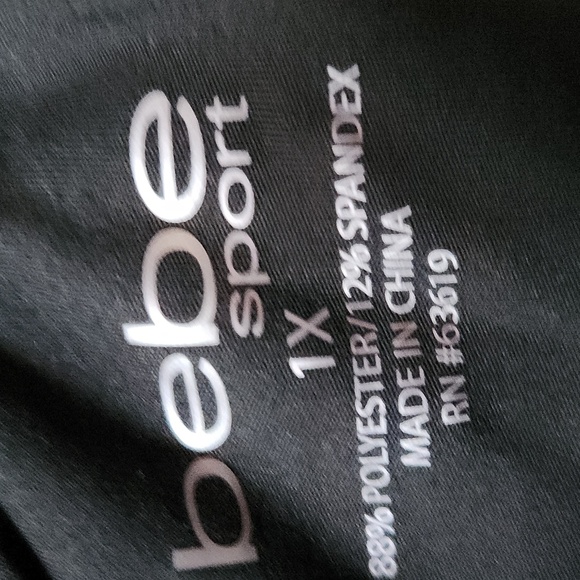 bebe
sport
1X
88% POLYESTER/12% SPANDEX
MADE IN CHINA
RN #63619